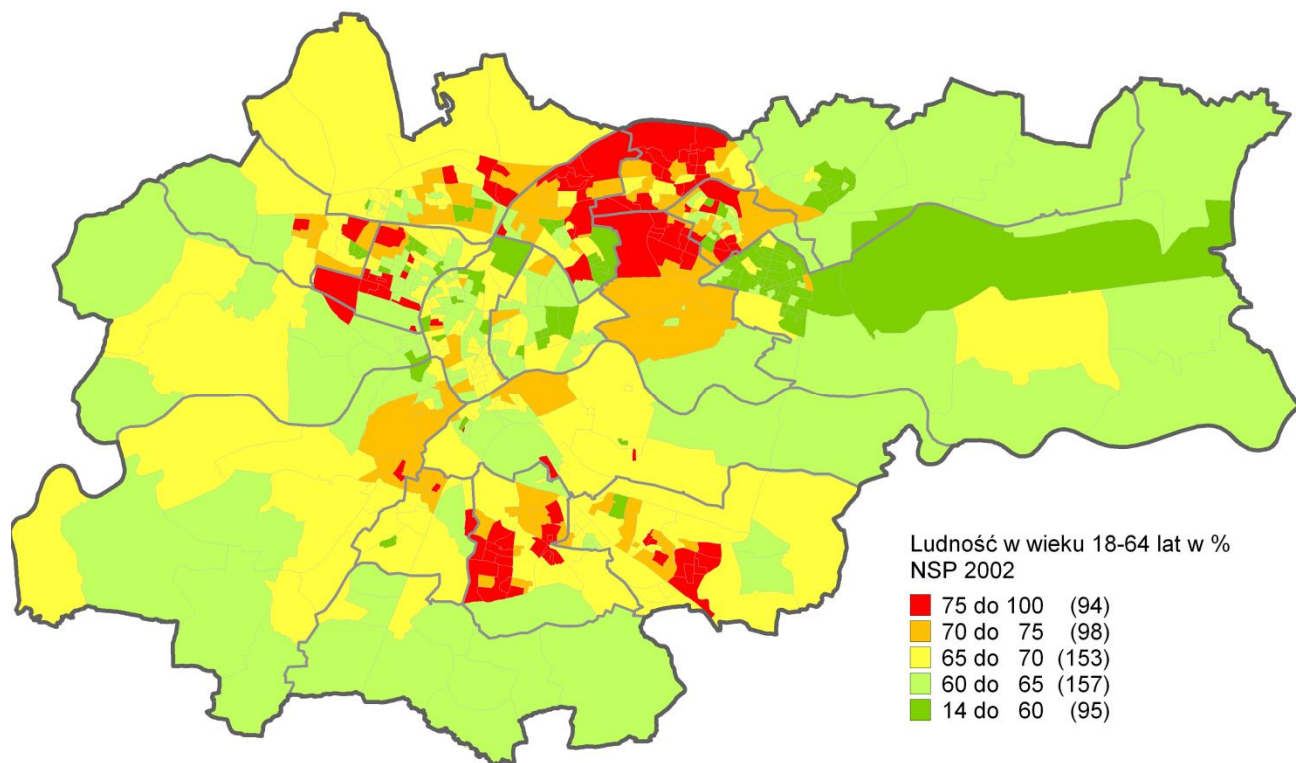 Ludność w wieku 18-64 lat w %
NSP 2002
75 do 100 (94)
70 do 75 (98)
65 do 70 (153)
60 do 65 (157)
14 do 60 (95)